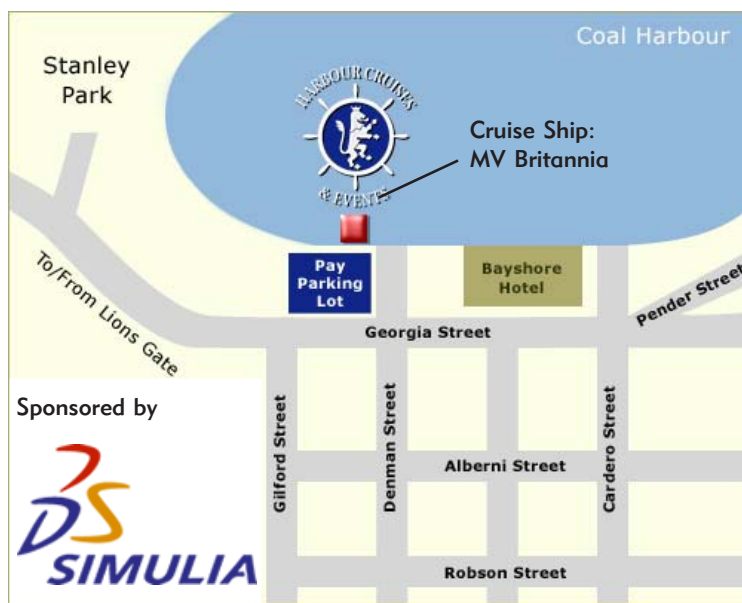 Coal Harbour
Stanley
Park
HARBOUR CRUISES
& EVENTS
Cruise Ship:
MV Britannia
Pay
Parking
Lot
Bayshore
Hotel
Pender Street
To/From Lions Gate
Georgia Street
Sponsored by
Gilford Street
Denman Street
Cardero Street
Alberni Street
DS
SIMULIA
Robson Street